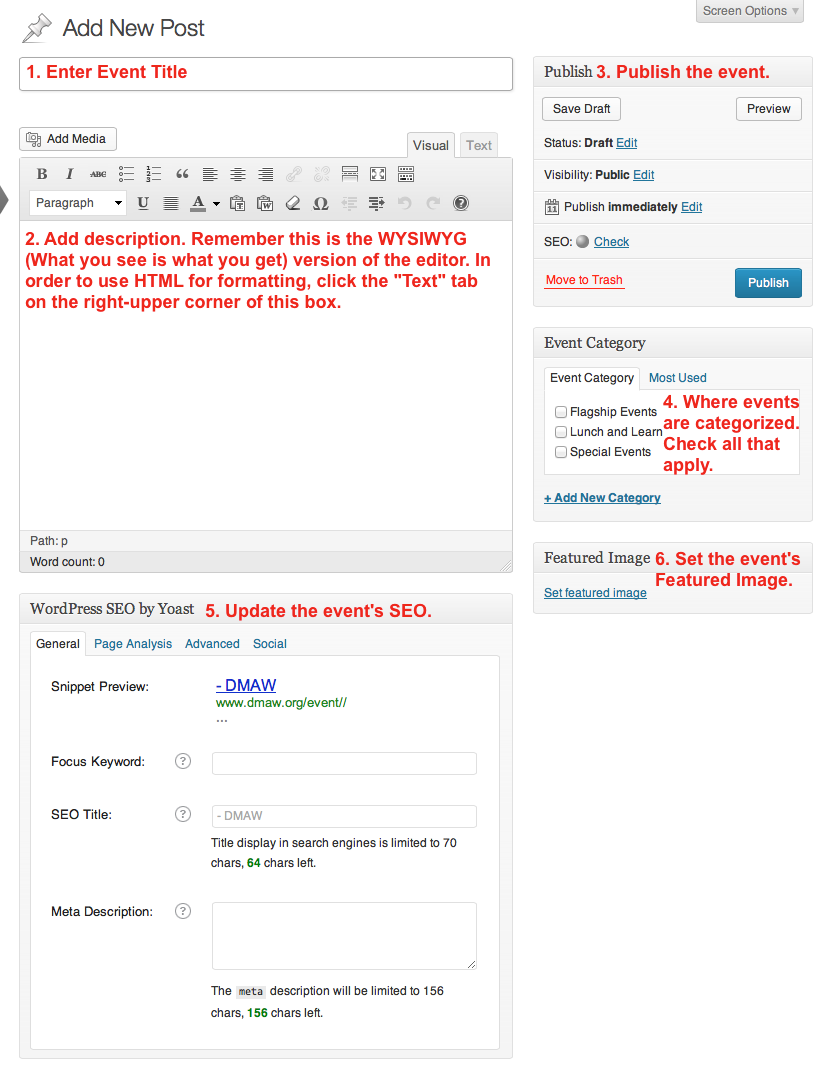 Screen Options
Add New Post
1. Enter Event Title
Add Media
Visual
Text
B I ABC
Paragraph U A
2. Add description. Remember this is the WYSIWYG
(What you see is what you get) version of the editor. In
order to use HTML for formatting, click the "Text" tab
on the right-upper corner of this box.
Path: p
Word count: 0
WordPress SEO by Yoast 5. Update the event's SEO.
General Page Analysis Advanced Social
Snippet Preview: - DMAW
www.dmaw.org/event//
...
Focus Keyword: ?
SEO Title: ? - DMAW
Title display in search engines is limited to 70
chars, 64 chars left.
Meta Description: ?
The meta description will be limited to 156
chars, 156 chars left.
Publish 3. Publish the event.
Save Draft Preview
Status: Draft Edit
Visibility: Public Edit
11 Publish immediately Edit
SEO: Check
Move to Trash Publish
Event Category
Event Category Most Used
Flagship Events
Lunch and Learn
Special Events
4. Where events
are categorized.
Check all that
apply.
+ Add New Category
Featured Image 6. Set the event's
Featured Image.
Set featured image